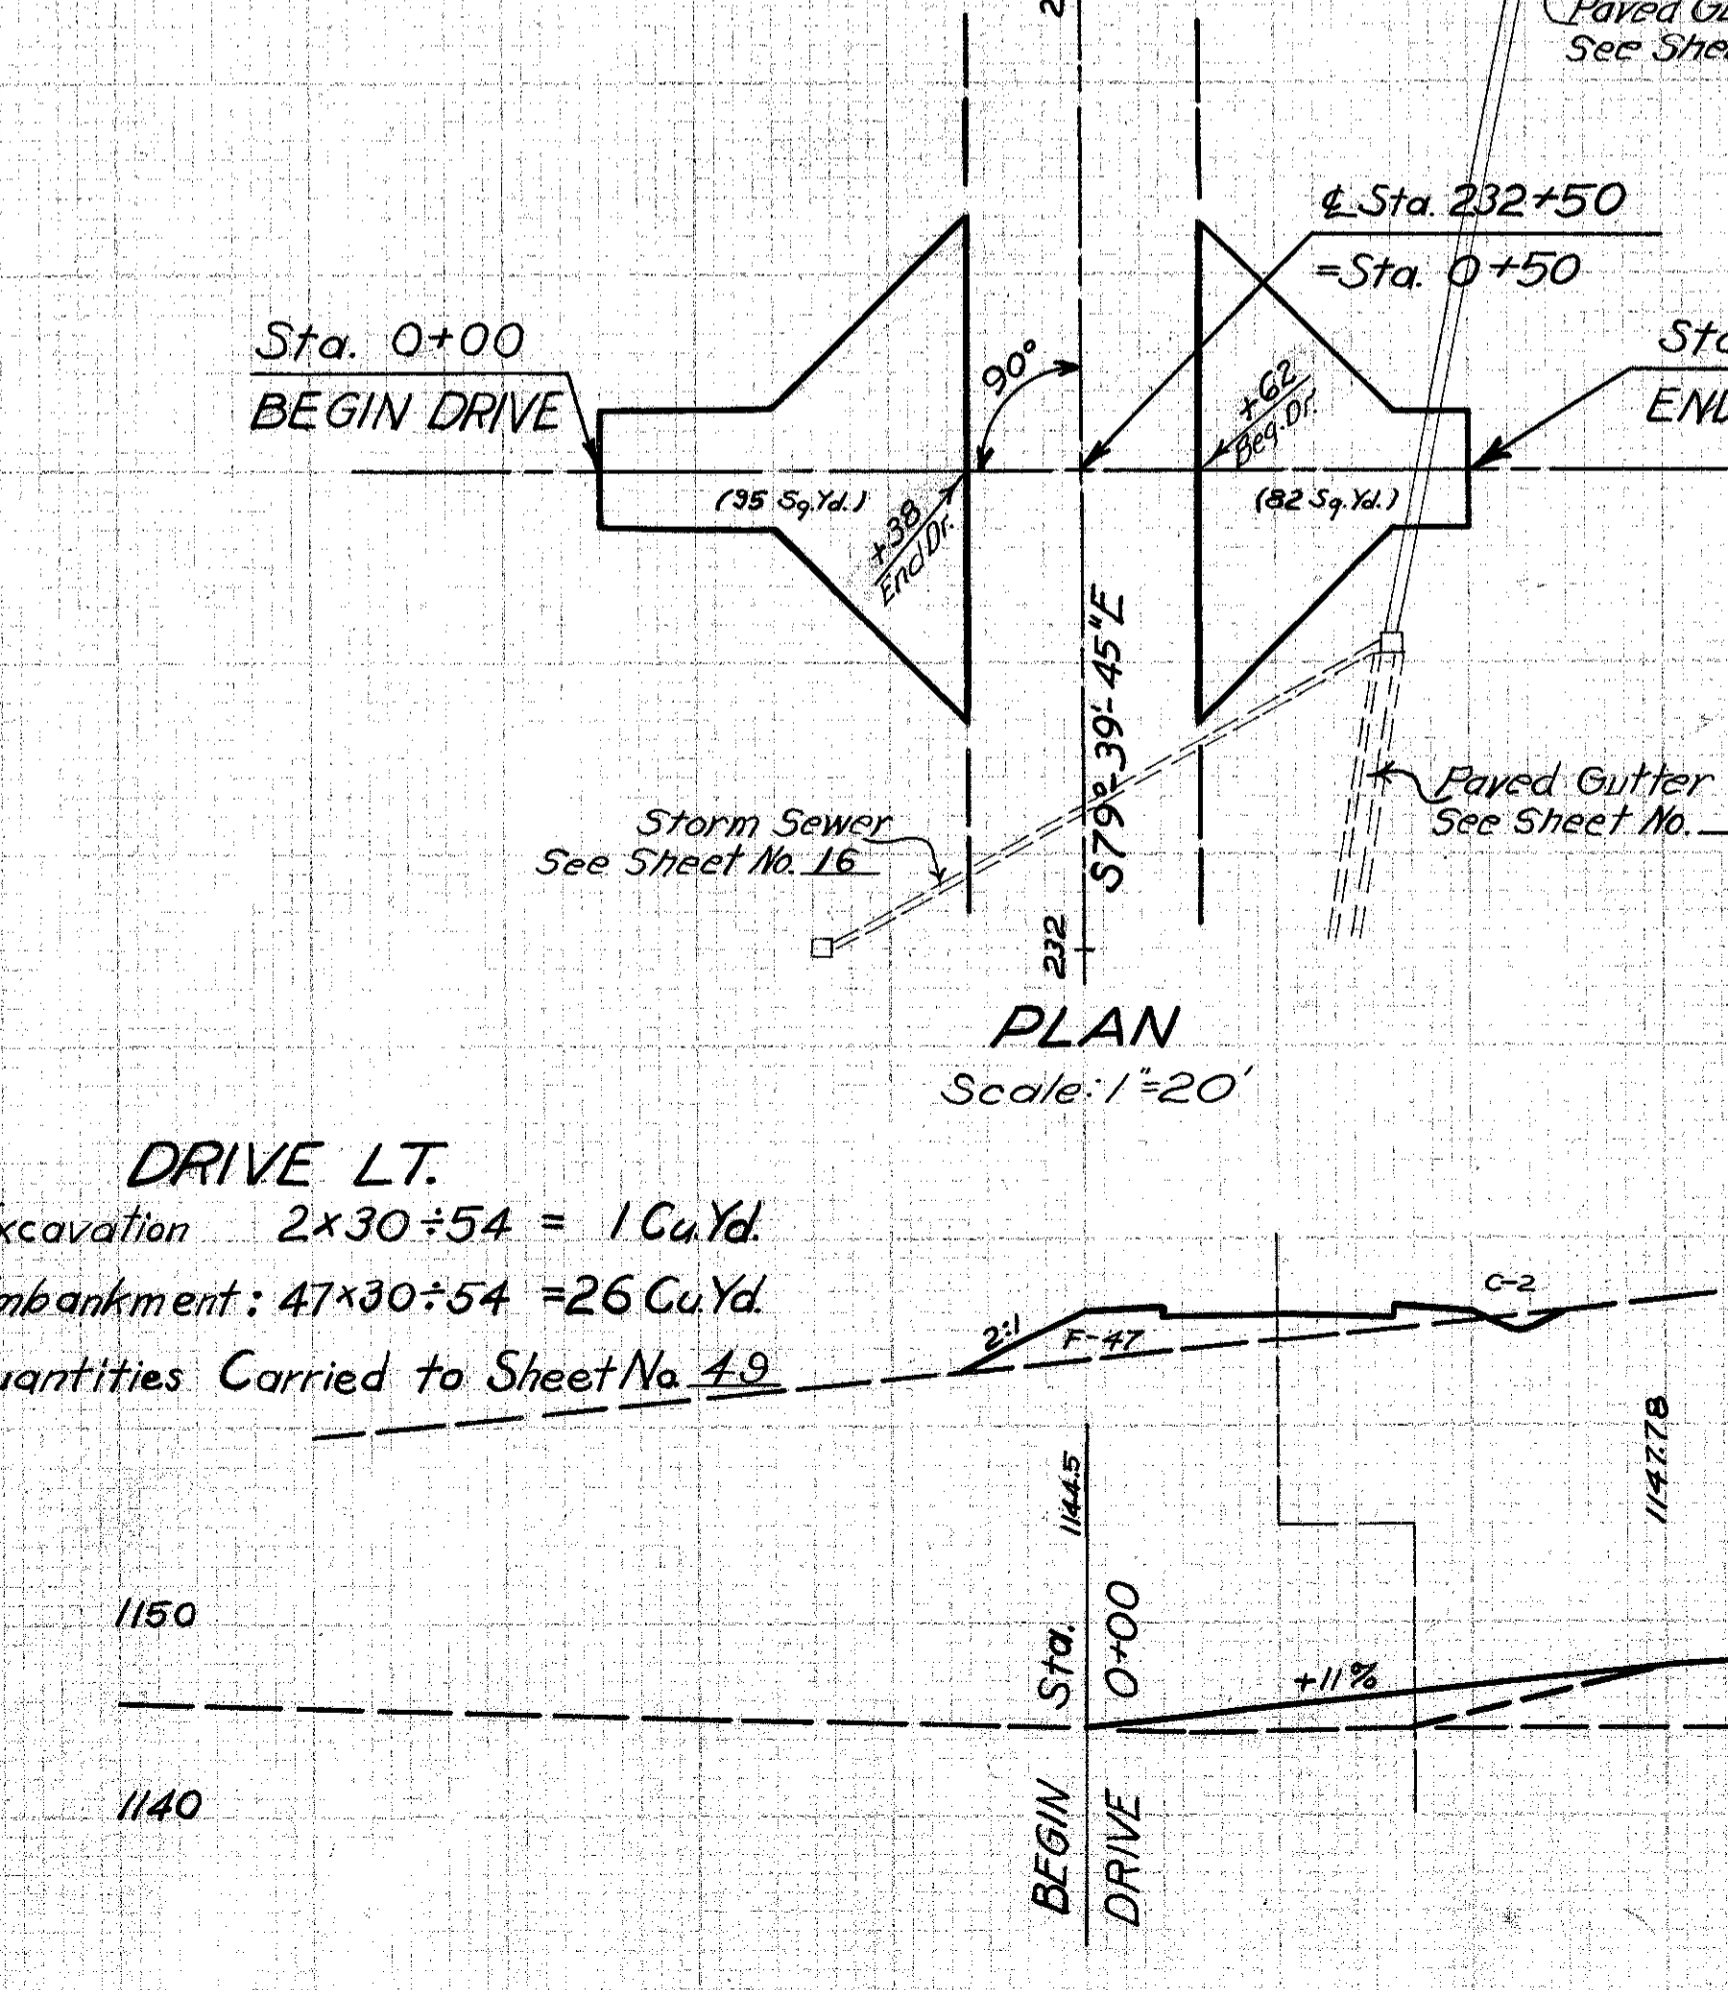 Paved
See
℄ Sta. 232+50
=Sta. 0+50
Sta. 0+00
BEGIN DRIVE
90°
+62
Beg. Dr.
(95 Sq.Yd.)
+38
End Dr.
(82 Sq.Yd.)
S79°-39'-45"E
Paved Gutter
See Sheet No.
Storm Sewer
See Sheet No. 16
232
PLAN
Scale: 1"=20'
DRIVE LT.
xcavation 2×30÷54 = 1 Cu.Yd.
mbankment: 47×30÷54 =26 Cu.Yd.
uantities Carried to Sheet No. 49
C-2
2:1
F-47
1147.78
1144.5
1150
Sta.
0+00
+11%
1140
BEGIN
DRIVE